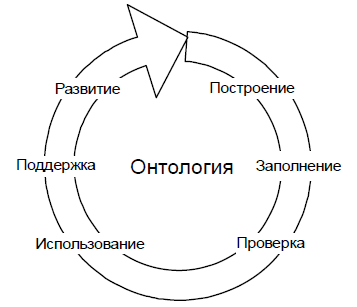 Развитие
Построение
Поддержка
Онтология
Заполнение
Использование
Проверка